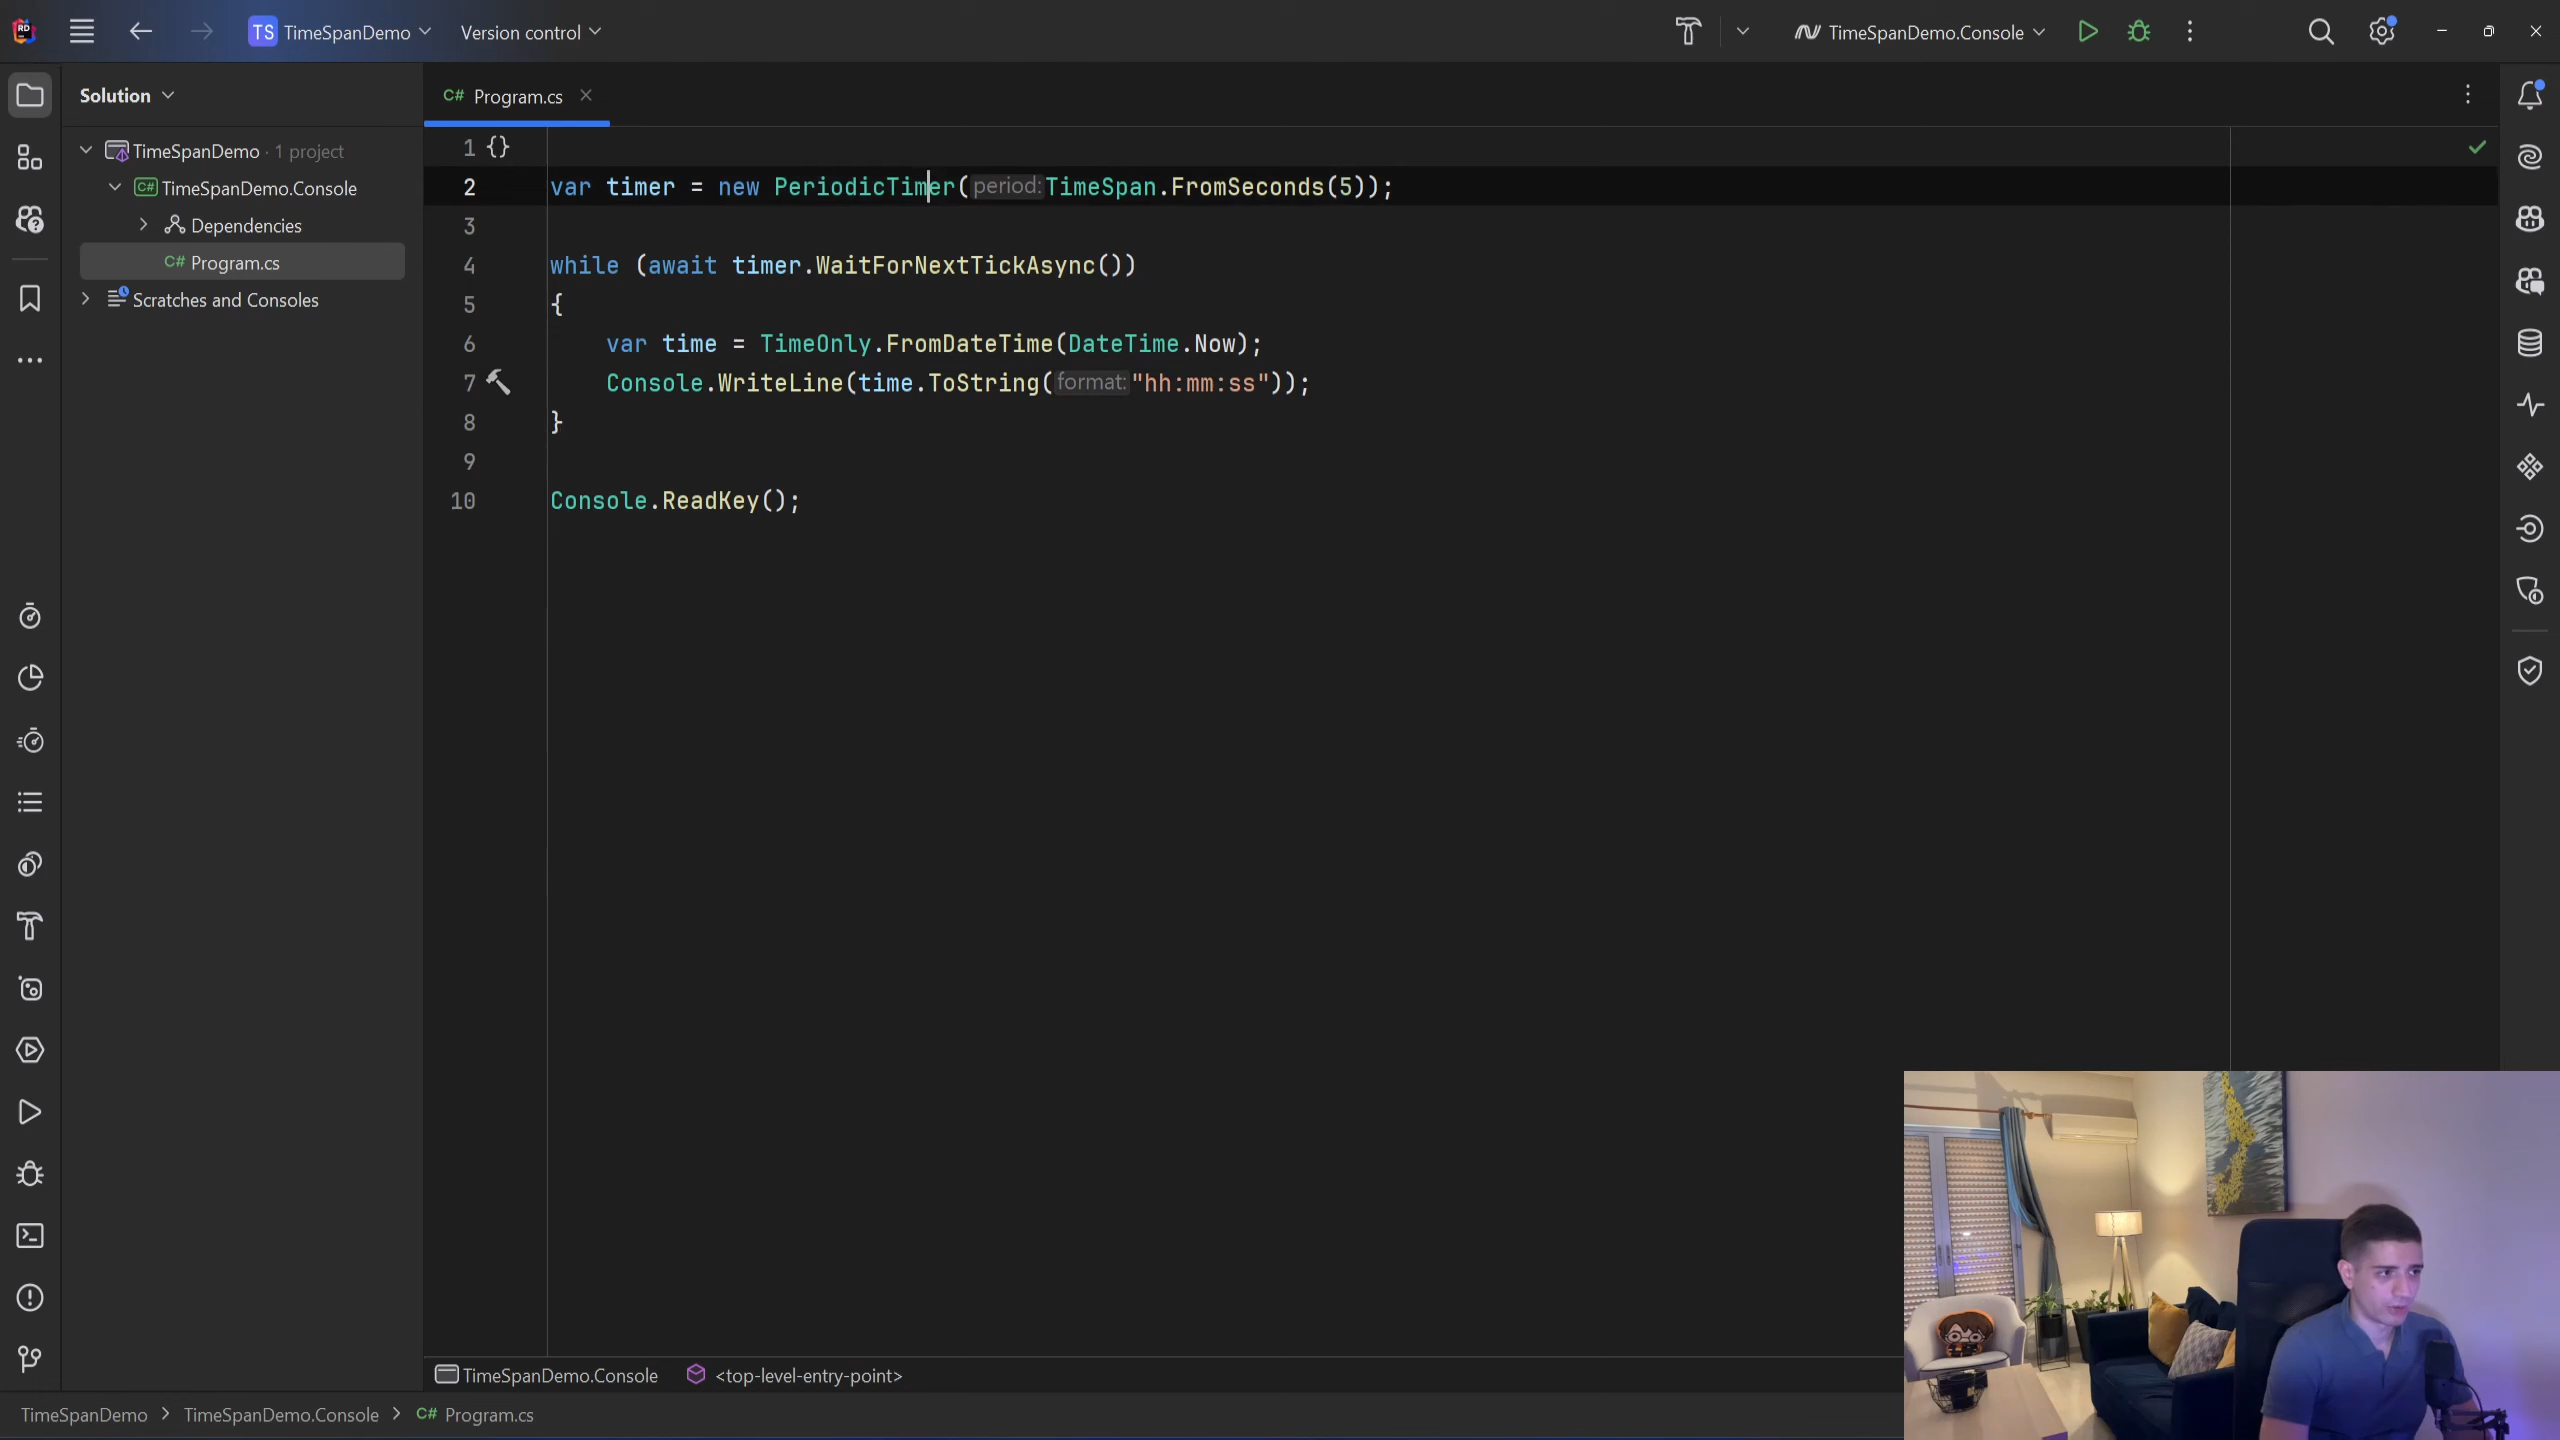 TS TimeSpanDemo Version control TimeSpanDemo.Console
Solution
C# Program.cs
TimeSpanDemo · 1 project
C# TimeSpanDemo.Console
Dependencies
C# Program.cs
Scratches and Consoles
1 {}
2 var timer = new PeriodicTimer(period: TimeSpan.FromSeconds(5));
3
4 while (await timer.WaitForNextTickAsync())
5 {
6 var time = TimeOnly.FromDateTime(DateTime.Now);
7 Console.WriteLine(time.ToString(format: "hh:mm:ss"));
8 }
9
10 Console.ReadKey();
TimeSpanDemo.Console <top-level-entry-point>
TimeSpanDemo > TimeSpanDemo.Console > C# Program.cs